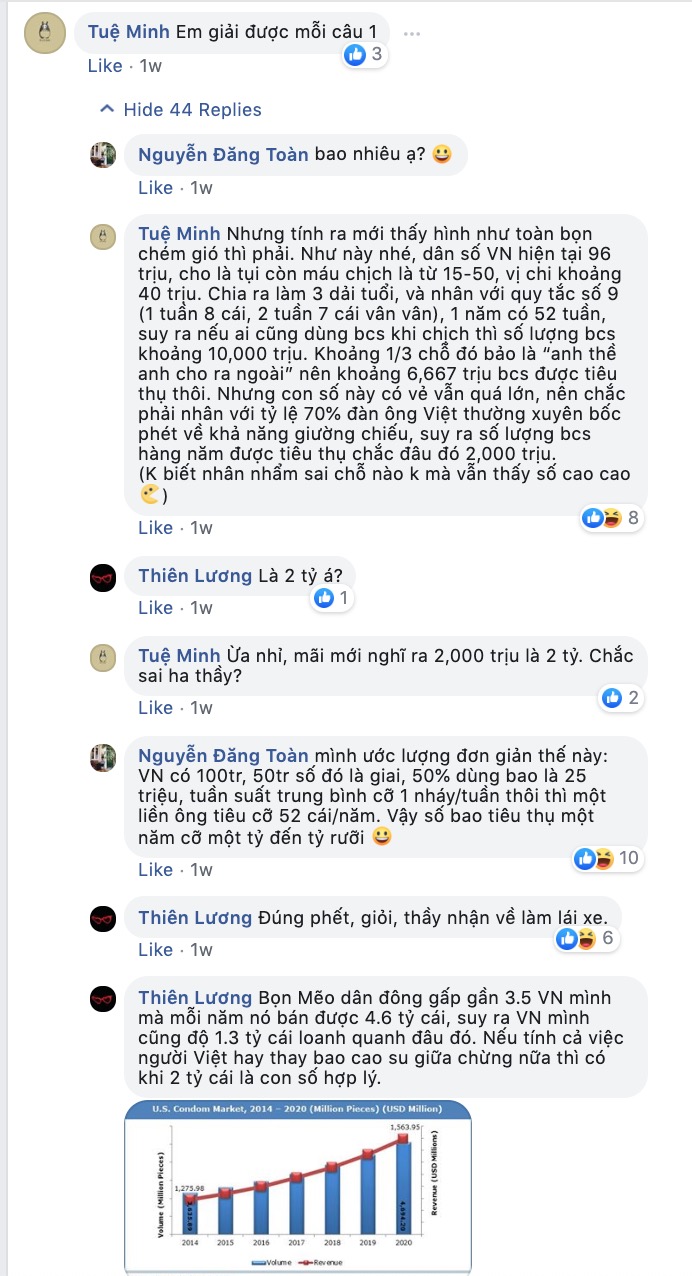 Tuệ Minh Em giải được mỗi câu 1
3
Like · 1w
Hide 44 Replies
Nguyễn Đăng Toàn bao nhiêu ạ?
Like · 1w
Tuệ Minh Nhưng tính ra mới thấy hình như toàn bọn
chém gió thì phải. Như này nhé, dân số VN hiện tại 96
trịu, cho là tụi còn máu chịch là từ 15-50, vị chi khoảng
40 trịu. Chia ra làm 3 dải tuổi, và nhân với quy tắc số 9
(1 tuần 8 cái, 2 tuần 7 cái vân vân), 1 năm có 52 tuần,
suy ra nếu ai cũng dùng bcs khi chịch thì số lượng bcs
khoảng 10,000 trịu. Khoảng 1/3 chỗ đó bảo là “anh thề
anh cho ra ngoài” nên khoảng 6,667 trịu bcs được tiêu
thụ thôi. Nhưng con số này có vẻ vẫn quá lớn, nên chắc
phải nhân với tỷ lệ 70% đàn ông Việt thường xuyên bốc
phét về khả năng giường chiếu, suy ra số lượng bcs
hàng năm được tiêu thụ chắc đâu đó 2,000 trịu.
(K biết nhân nhẩm sai chỗ nào k mà vẫn thấy số cao cao
)
8
Like · 1w
Thiên Lương Là 2 tỷ á?
1
Like · 1w
Tuệ Minh Ừa nhỉ, mãi mới nghĩ ra 2,000 trịu là 2 tỷ. Chắc
sai ha thầy?
2
Like · 1w
Nguyễn Đăng Toàn mình ước lượng đơn giản thế này:
VN có 100tr, 50tr số đó là giai, 50% dùng bao là 25
triệu, tuần suất trung bình cỡ 1 nháy/tuần thôi thì một
liền ông tiêu cỡ 52 cái/năm. Vậy số bao tiêu thụ một
năm cỡ một tỷ đến tỷ rưỡi
10
Like · 1w
Thiên Lương Đúng phết, giỏi, thầy nhận về làm lái xe.
6
Like · 1w
Thiên Lương Bọn Mẽo dân đông gấp gần 3.5 VN mình
mà mỗi năm nó bán được 4.6 tỷ cái, suy ra VN mình
cũng độ 1.3 tỷ cái loanh quanh đâu đó. Nếu tính cả việc
người Việt hay thay bao cao su giữa chừng nữa thì có
khi 2 tỷ cái là con số hợp lý.
U.S. Condom Market, 2014 – 2020 (Million Pieces) (USD Million)
Volume (Million Pieces)
Revenue (USD Millions)
1,275.98
1,563.95
2014 2015 2016 2017 2018 2019 2020
Volume Revenue